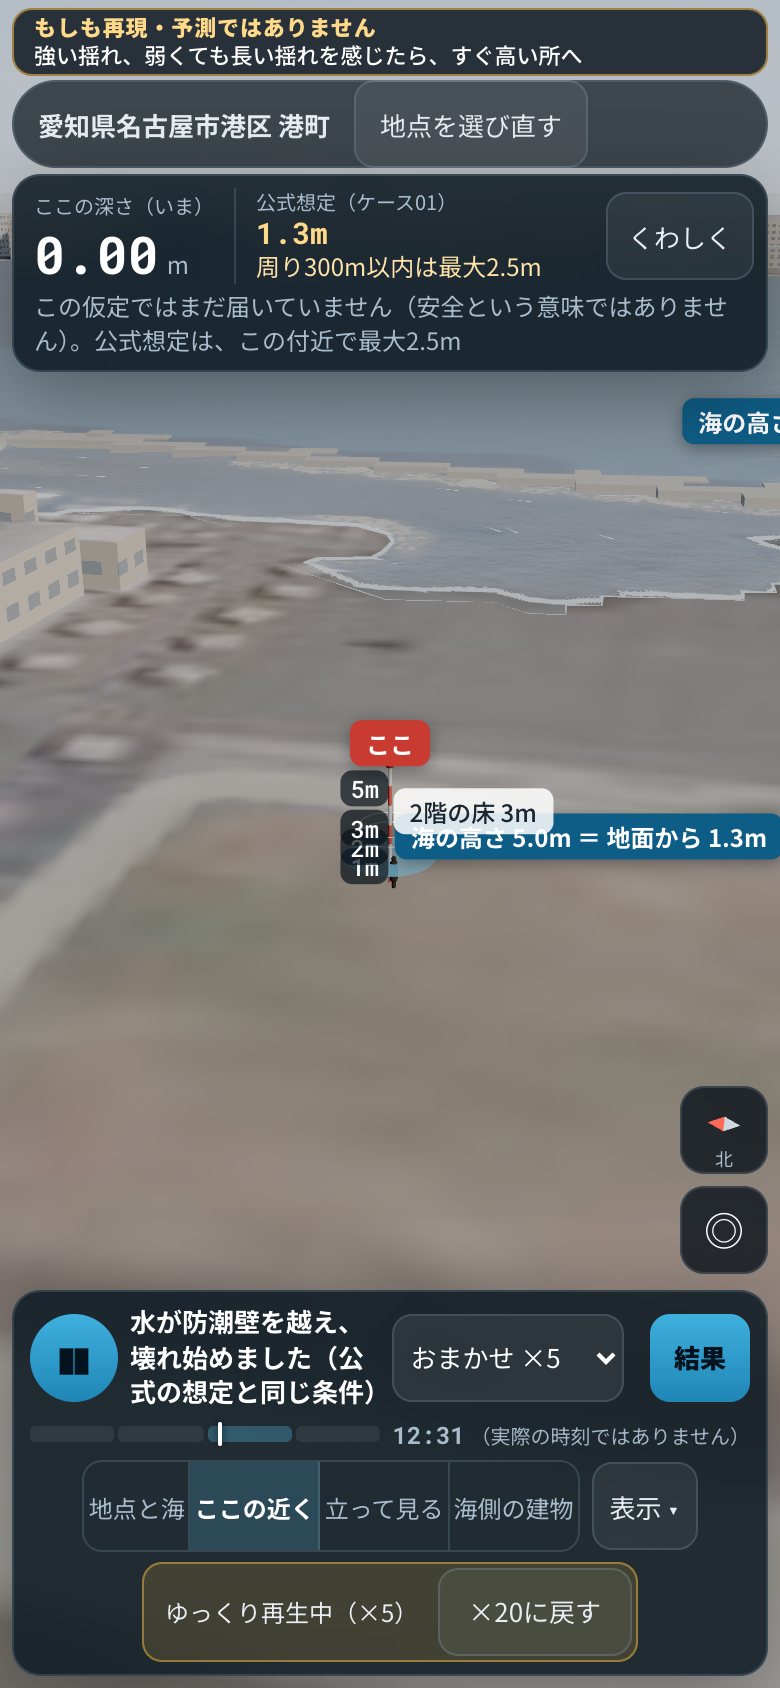 もしも再現・予測ではありません
強い揺れ、弱くても長い揺れを感じたら、すぐ高い所へ
愛知県名古屋市港区 港町
地点を選び直す
ここの深さ（いま）
0.00 m
公式想定（ケース01）
1.3m
周り300m以内は最大2.5m
くわしく
この仮定ではまだ届いていません（安全という意味ではありませ
ん）。公式想定は、この付近で最大2.5m
海の高さ
ここ
5m
3m
2m
1m
2階の床 3m
海の高さ 5.0m ＝ 地面から 1.3m
北
水が防潮壁を越え、
壊れ始めました（公
式の想定と同じ条件）
おまかせ ×5
結果
12:31 （実際の時刻ではありません）
地点と海
ここの近く
立って見る
海側の建物
表示 ▾
ゆっくり再生中（×5）
×20に戻す